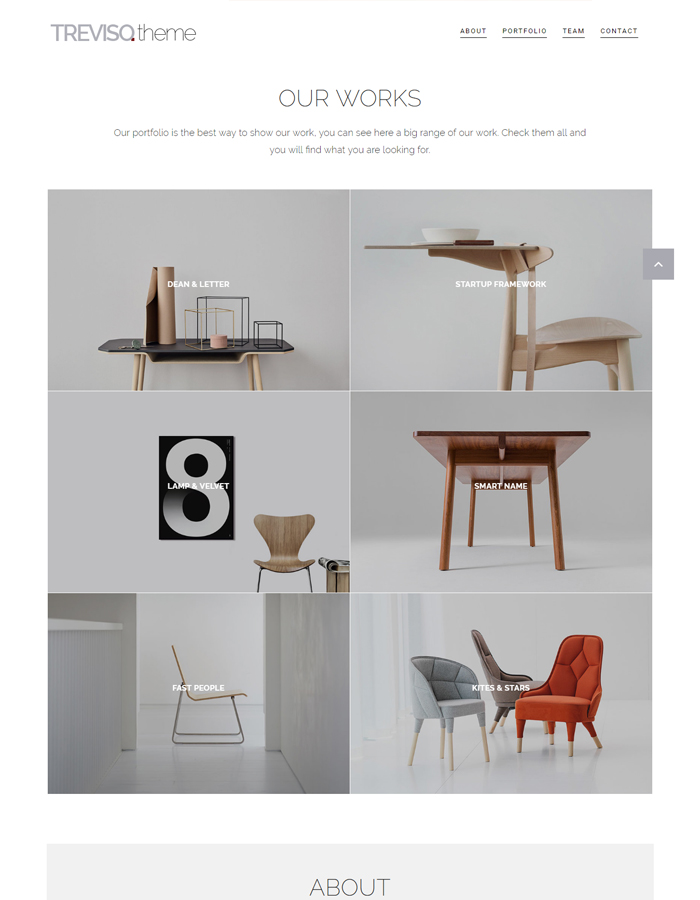 TREVISO.theme
ABOUT PORTFOLIO TEAM CONTACT
OUR WORKS
Our portfolio is the best way to show our work, you can see here a big range of our work. Check them all and
you will find what you are looking for.
DEAN & LETTER
STARTUP FRAMEWORK
8
LAMP & VELVET
SMART NAME
FAST PEOPLE
KITES & STARS
ABOUT